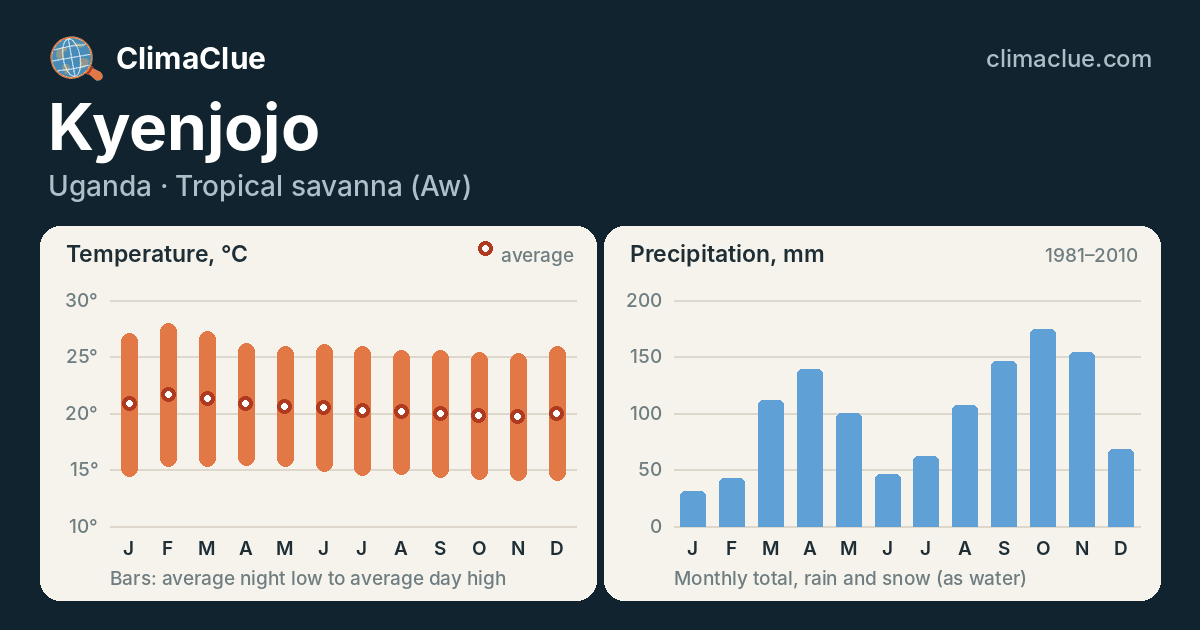 ClimaClue
climaclue.com
Kyenjojo
Uganda · Tropical savanna (Aw)
Temperature, °C
average
30°
25°
20°
15°
10°
J F M A M J J A S O N D
Bars: average night low to average day high
Precipitation, mm
1981–2010
200
150
100
50
0
J F M A M J J A S O N D
Monthly total, rain and snow (as water)